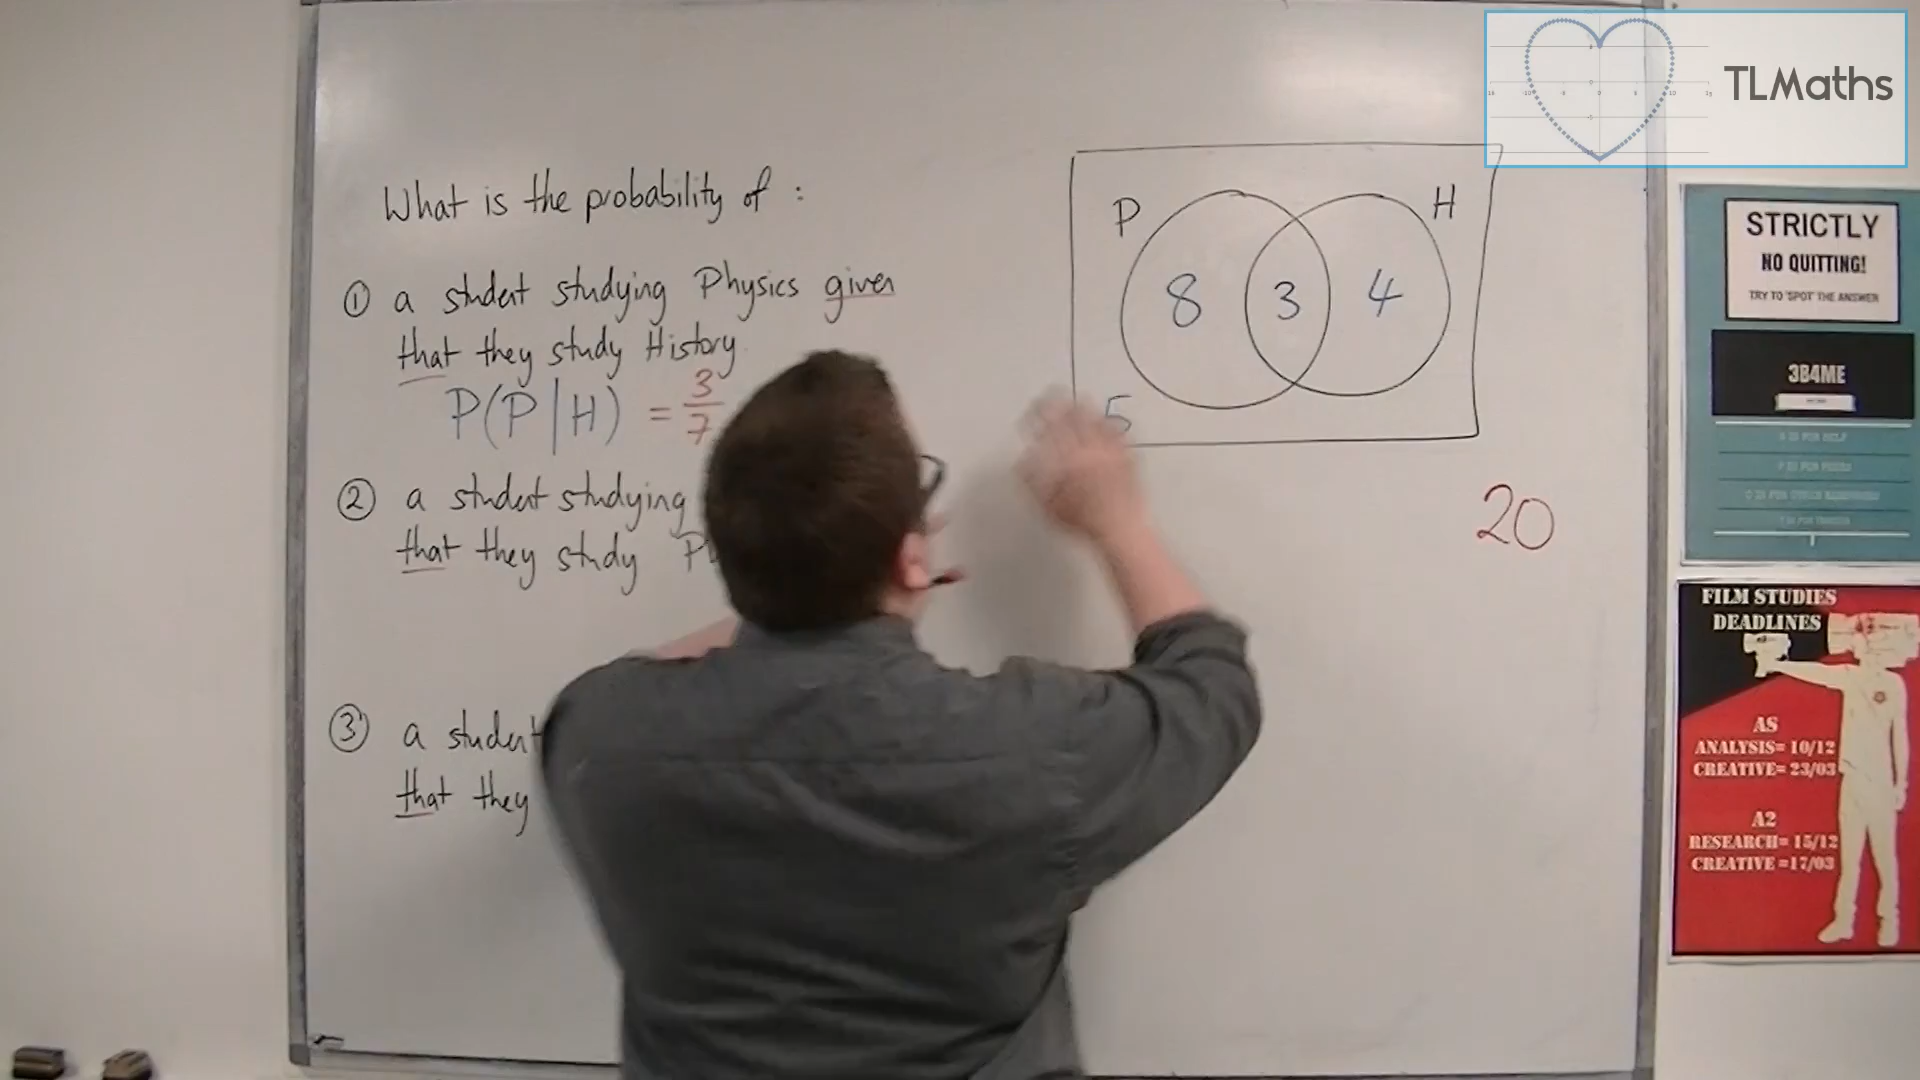 TLMaths
What is the probability of :
① a student studying Physics given
that they study History.
P(P|H) = 3/7
② a student studying
that they study
③ a student
that they
P
H
8
3
4
5
20
STRICTLY
NO QUITTING!
TRY TO 'SPOT' THE ANSWER
3B4ME
FILM STUDIES
DEADLINES
AS
ANALYSIS= 10/12
CREATIVE= 23/03
A2
RESEARCH= 15/12
CREATIVE =17/03